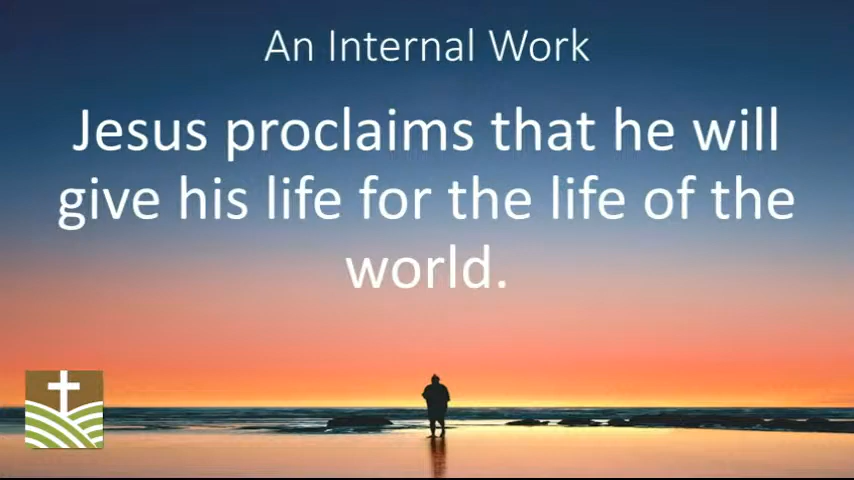 An Internal Work
Jesus proclaims that he will
give his life for the life of the
world.